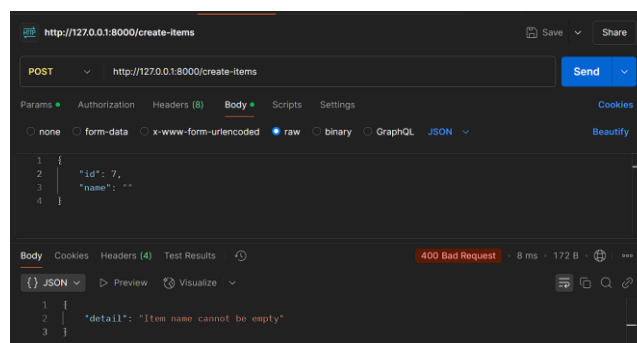 HTTP http://127.0.0.1:8000/create-items Save Share
POST http://127.0.0.1:8000/create-items Send
Params Authorization Headers (8) Body Scripts Settings Cookies
none form-data x-www-form-urlencoded raw binary GraphQL JSON Beautify
1 {
2 "id": 7,
3 "name": ""
4 }
Body Cookies Headers (4) Test Results 400 Bad Request 8 ms 172 B
{} JSON Preview Visualize
1 {
2 "detail": "Item name cannot be empty"
3 }